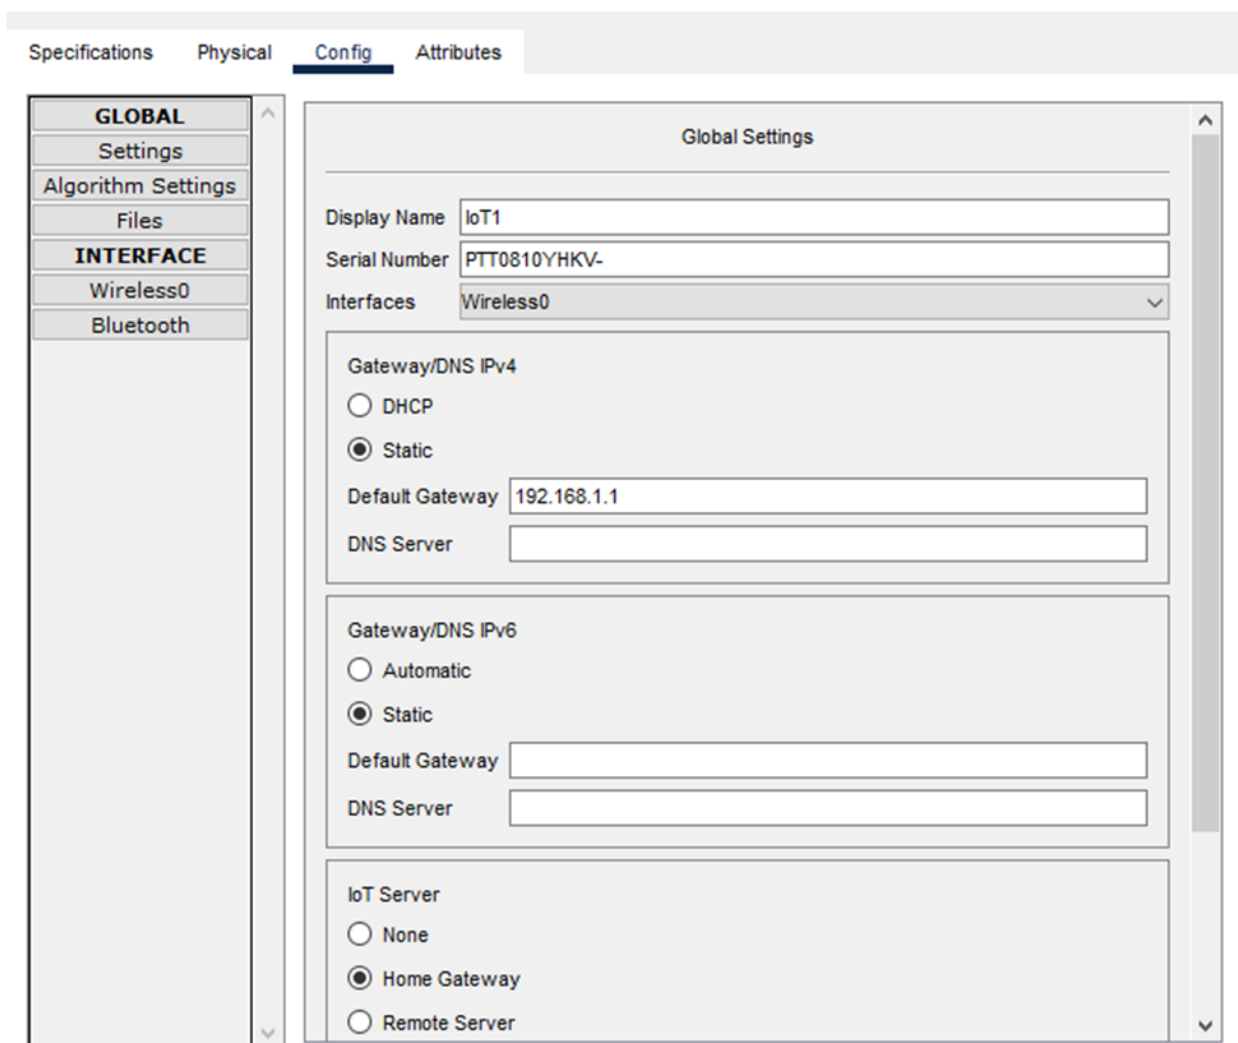 Specifications Physical Config Attributes
GLOBAL
Settings
Algorithm Settings
Files
INTERFACE
Wireless0
Bluetooth
Global Settings
Display Name IoT1
Serial Number PTT0810YHKV-
Interfaces Wireless0
Gateway/DNS IPv4
DHCP
Static
Default Gateway 192.168.1.1
DNS Server
Gateway/DNS IPv6
Automatic
Static
Default Gateway
DNS Server
IoT Server
None
Home Gateway
Remote Server